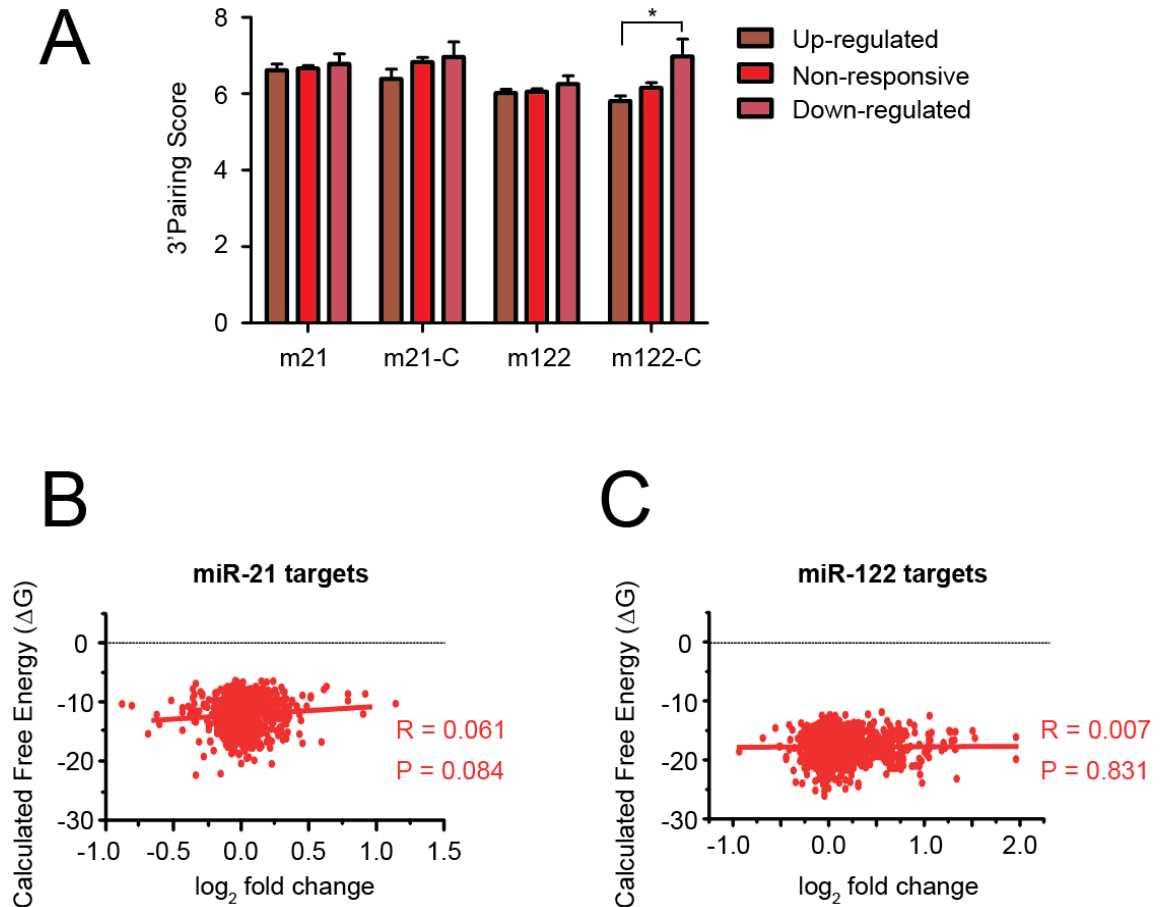 A
8
6
4
2
0
3'Pairing Score
*
m21
m21-C
m122
m122-C
Up-regulated
Non-responsive
Down-regulated
B
miR-21 targets
Calculated Free Energy (ΔG)
0
-10
-20
-30
R = 0.061
P = 0.084
-1.0 -0.5 0.0 0.5 1.0 1.5
log2 fold change
C
miR-122 targets
Calculated Free Energy (ΔG)
0
-10
-20
-30
R = 0.007
P = 0.831
-1.0 0.0 1.0 2.0
log2 fold change